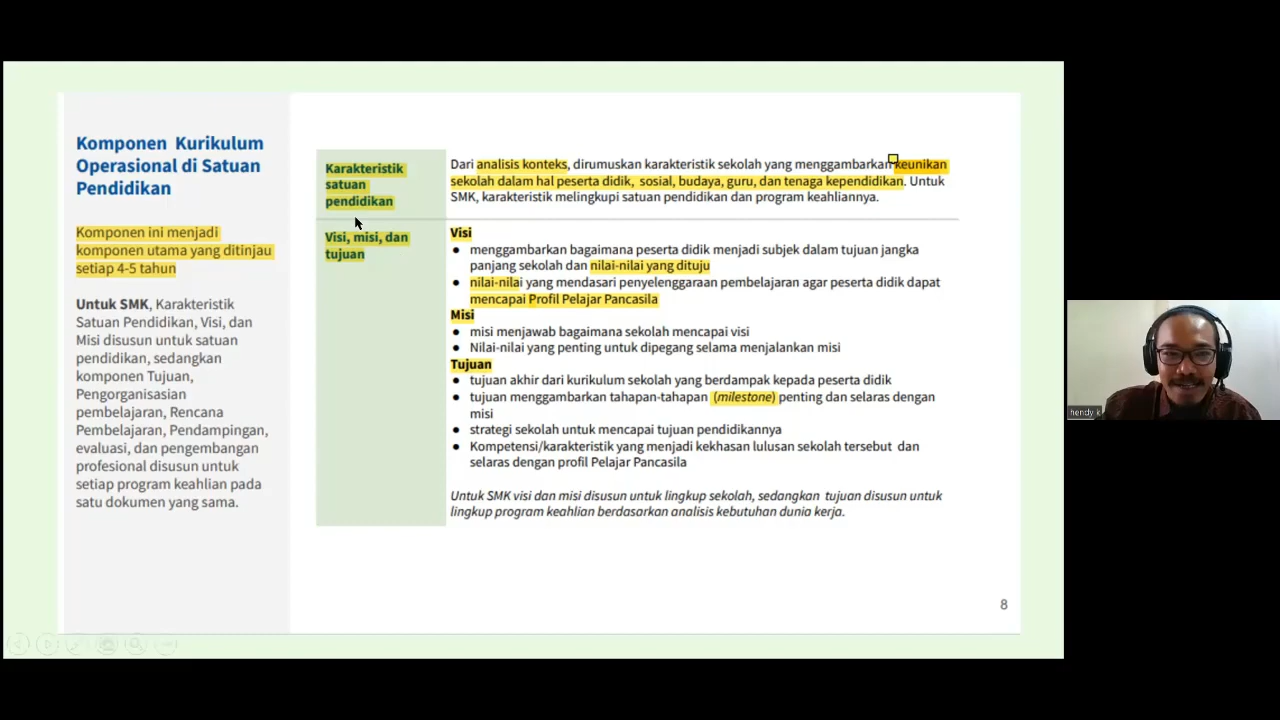 Komponen Kurikulum
Operasional di Satuan
Pendidikan
Komponen ini menjadi
komponen utama yang ditinjau
setiap 4-5 tahun
Untuk SMK, Karakteristik
Satuan Pendidikan, Visi, dan
Misi disusun untuk satuan
pendidikan, sedangkan
komponen Tujuan,
Pengorganisasian
pembelajaran, Rencana
Pembelajaran, Pendampingan,
evaluasi, dan pengembangan
profesional disusun untuk
setiap program keahlian pada
satu dokumen yang sama.
Karakteristik
satuan
pendidikan
Dari analisis konteks, dirumuskan karakteristik sekolah yang menggambarkan keunikan
sekolah dalam hal peserta didik, sosial, budaya, guru, dan tenaga kependidikan. Untuk
SMK, karakteristik melingkupi satuan pendidikan dan program keahliannya.
Visi, misi, dan
tujuan
Visi
● menggambarkan bagaimana peserta didik menjadi subjek dalam tujuan jangka
panjang sekolah dan nilai-nilai yang dituju
● nilai-nilai yang mendasari penyelenggaraan pembelajaran agar peserta didik dapat
mencapai Profil Pelajar Pancasila
Misi
● misi menjawab bagaimana sekolah mencapai visi
● Nilai-nilai yang penting untuk dipegang selama menjalankan misi
Tujuan
● tujuan akhir dari kurikulum sekolah yang berdampak kepada peserta didik
● tujuan menggambarkan tahapan-tahapan (milestone) penting dan selaras dengan
misi
● strategi sekolah untuk mencapai tujuan pendidikannya
● Kompetensi/karakteristik yang menjadi kekhasan lulusan sekolah tersebut dan
selaras dengan profil Pelajar Pancasila
Untuk SMK visi dan misi disusun untuk lingkup sekolah, sedangkan tujuan disusun untuk
lingkup program keahlian berdasarkan analisis kebutuhan dunia kerja.
8
hendy k